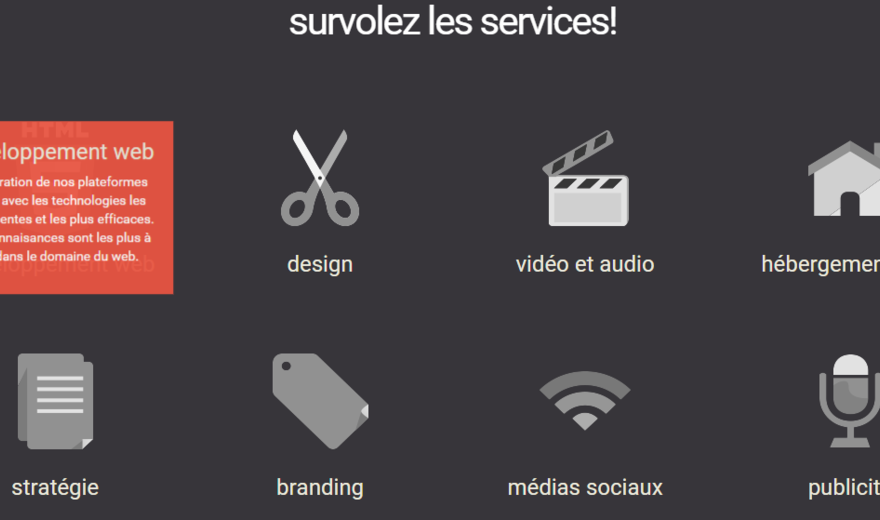 survolez les services!
HTML
eloppement web
ration de nos plateformes
avec les technologies les
entes et les plus efficaces.
nnaisances sont les plus à
dans le domaine du web.
eloppement web
design
vidéo et audio
hébergemen
stratégie
branding
médias sociaux
publicit